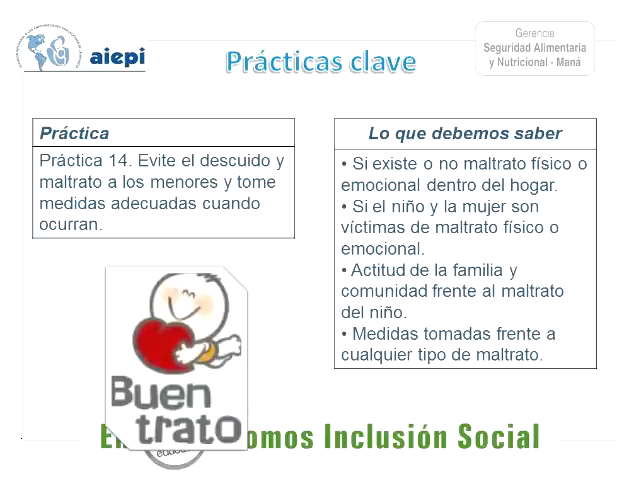 aiepi
Prácticas clave
Gerencia
Seguridad Alimentaria
y Nutricional - Maná
Práctica
Práctica 14. Evite el descuido y
maltrato a los menores y tome
medidas adecuadas cuando
ocurran.
Lo que debemos saber
• Si existe o no maltrato físico o
emocional dentro del hogar.
• Si el niño y la mujer son
víctimas de maltrato físico o
emocional.
• Actitud de la familia y
comunidad frente al maltrato
del niño.
• Medidas tomadas frente a
cualquier tipo de maltrato.
Buen
trato
Inclusión Social